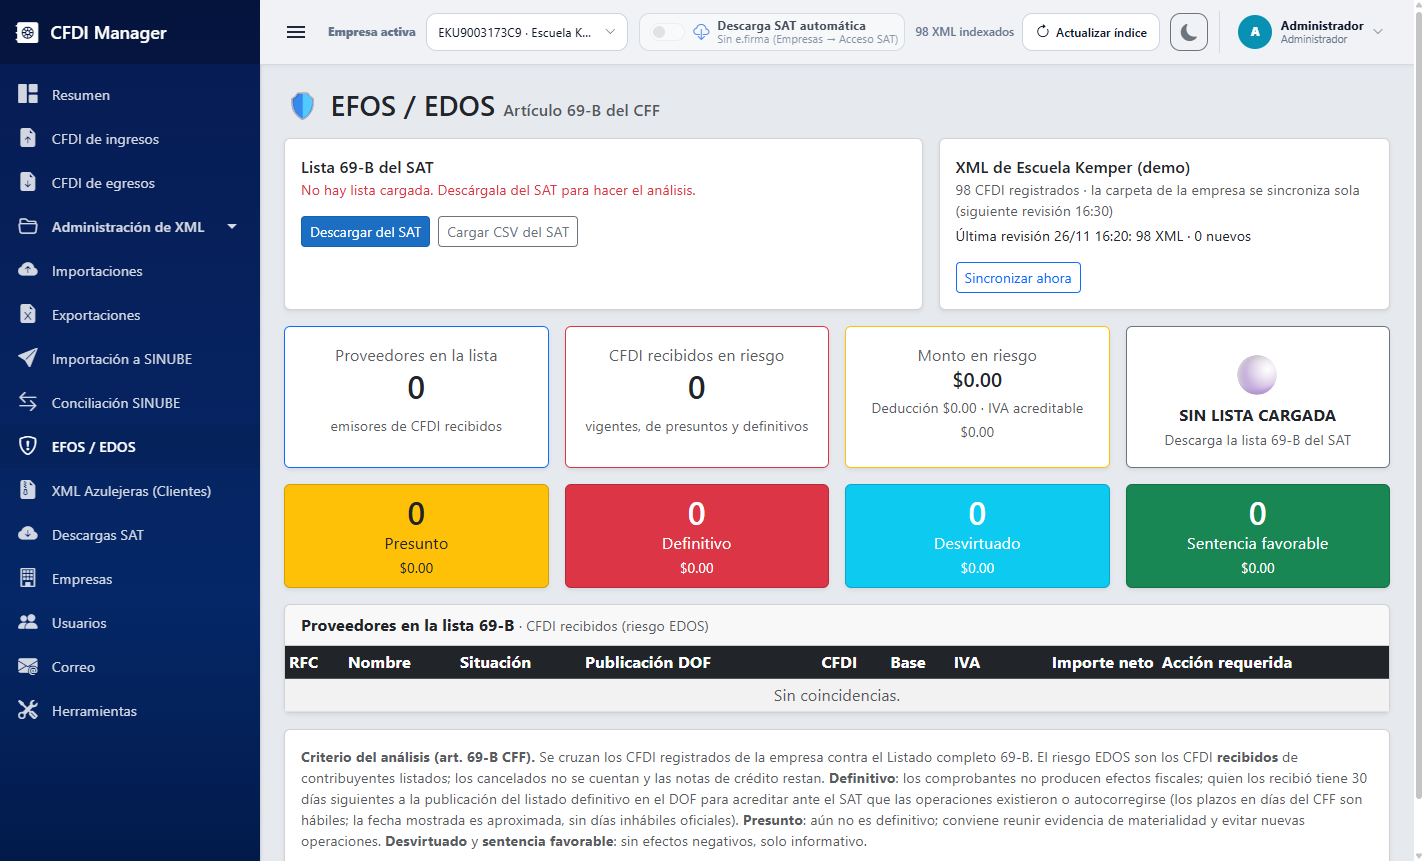 CFDI Manager
Empresa activa
EKU9003173C9 · Escuela K...
Descarga SAT automática
Sin e.firma (Empresas → Acceso SAT)
98 XML indexados
Actualizar índice
A
Administrador
Administrador
Resumen
CFDI de ingresos
CFDI de egresos
Administración de XML
Importaciones
Exportaciones
Importación a SINUBE
Conciliación SINUBE
EFOS / EDOS
XML Azulejeras (Clientes)
Descargas SAT
Empresas
Usuarios
Correo
Herramientas
EFOS / EDOS Artículo 69-B del CFF
Lista 69-B del SAT
No hay lista cargada. Descárgala del SAT para hacer el análisis.
Descargar del SAT
Cargar CSV del SAT
XML de Escuela Kemper (demo)
98 CFDI registrados · la carpeta de la empresa se sincroniza sola
(siguiente revisión 16:30)
Última revisión 26/11 16:20: 98 XML · 0 nuevos
Sincronizar ahora
Proveedores en la lista
0
emisores de CFDI recibidos
CFDI recibidos en riesgo
0
vigentes, de presuntos y definitivos
Monto en riesgo
$0.00
Deducción $0.00 · IVA acreditable
$0.00
SIN LISTA CARGADA
Descarga la lista 69-B del SAT
0
Presunto
$0.00
0
Definitivo
$0.00
0
Desvirtuado
$0.00
0
Sentencia favorable
$0.00
Proveedores en la lista 69-B · CFDI recibidos (riesgo EDOS)
RFC Nombre Situación Publicación DOF CFDI Base IVA Importe neto Acción requerida
Sin coincidencias.
Criterio del análisis (art. 69-B CFF). Se cruzan los CFDI registrados de la empresa contra el Listado completo 69-B. El riesgo EDOS son los CFDI recibidos de
contribuyentes listados; los cancelados no se cuentan y las notas de crédito restan. Definitivo: los comprobantes no producen efectos fiscales; quien los recibió tiene 30
días siguientes a la publicación del listado definitivo en el DOF para acreditar ante el SAT que las operaciones existieron o autocorregirse (los plazos en días del CFF son
hábiles; la fecha mostrada es aproximada, sin días inhábiles oficiales). Presunto: aún no es definitivo; conviene reunir evidencia de materialidad y evitar nuevas
operaciones. Desvirtuado y sentencia favorable: sin efectos negativos, solo informativo.